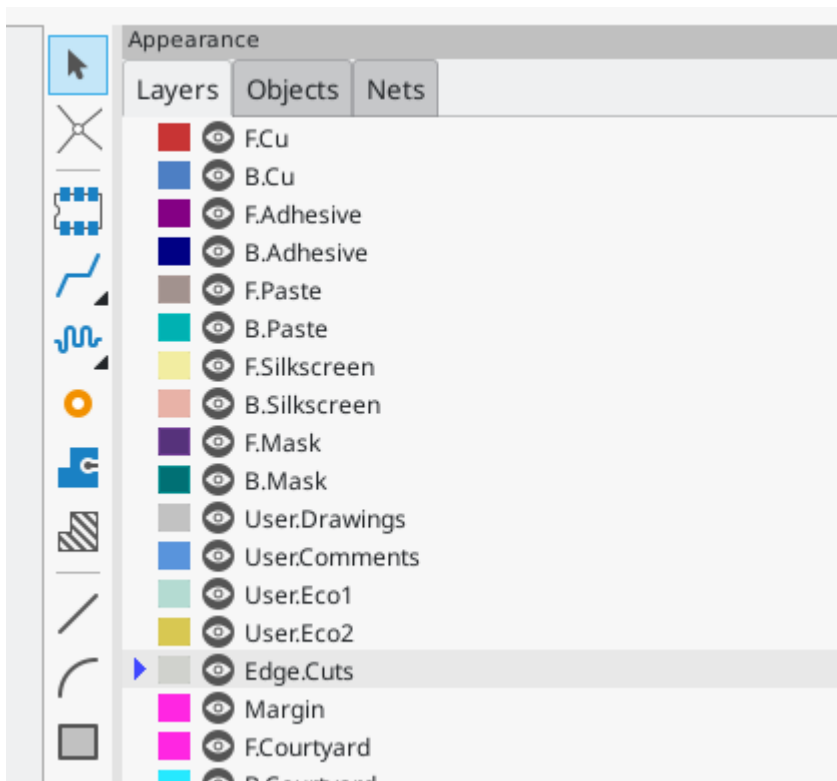 Appearance
Layers Objects Nets
F.Cu
B.Cu
F.Adhesive
B.Adhesive
F.Paste
B.Paste
F.Silkscreen
B.Silkscreen
F.Mask
B.Mask
User.Drawings
User.Comments
User.Eco1
User.Eco2
Edge.Cuts
Margin
F.Courtyard
B.Courtyard